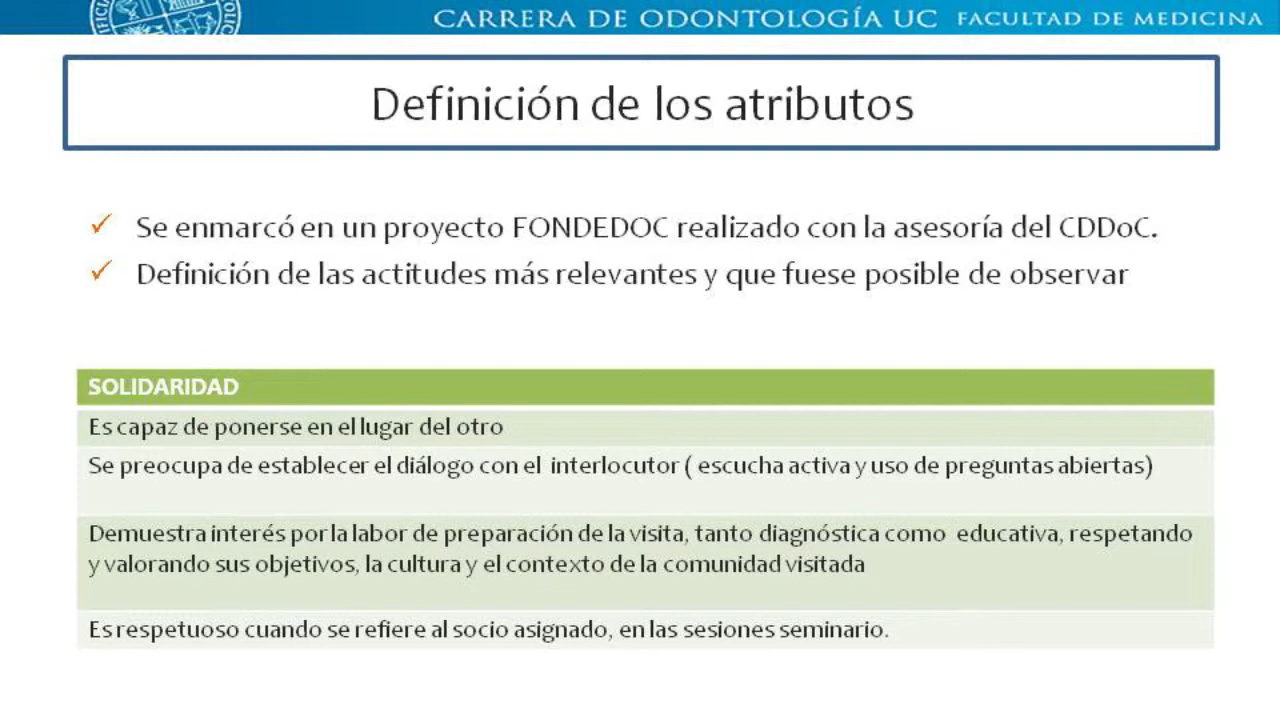 CARRERA DE ODONTOLOGÍA UC FACULTAD DE MEDICINA
Definición de los atributos
✓ Se enmarcó en un proyecto FONDEDOC realizado con la asesoría del CDDoC.
✓ Definición de las actitudes más relevantes y que fuese posible de observar
SOLIDARIDAD
Es capaz de ponerse en el lugar del otro
Se preocupa de establecer el diálogo con el interlocutor ( escucha activa y uso de preguntas abiertas)
Demuestra interés por la labor de preparación de la visita, tanto diagnóstica como educativa, respetando
y valorando sus objetivos, la cultura y el contexto de la comunidad visitada
Es respetuoso cuando se refiere al socio asignado, en las sesiones seminario.